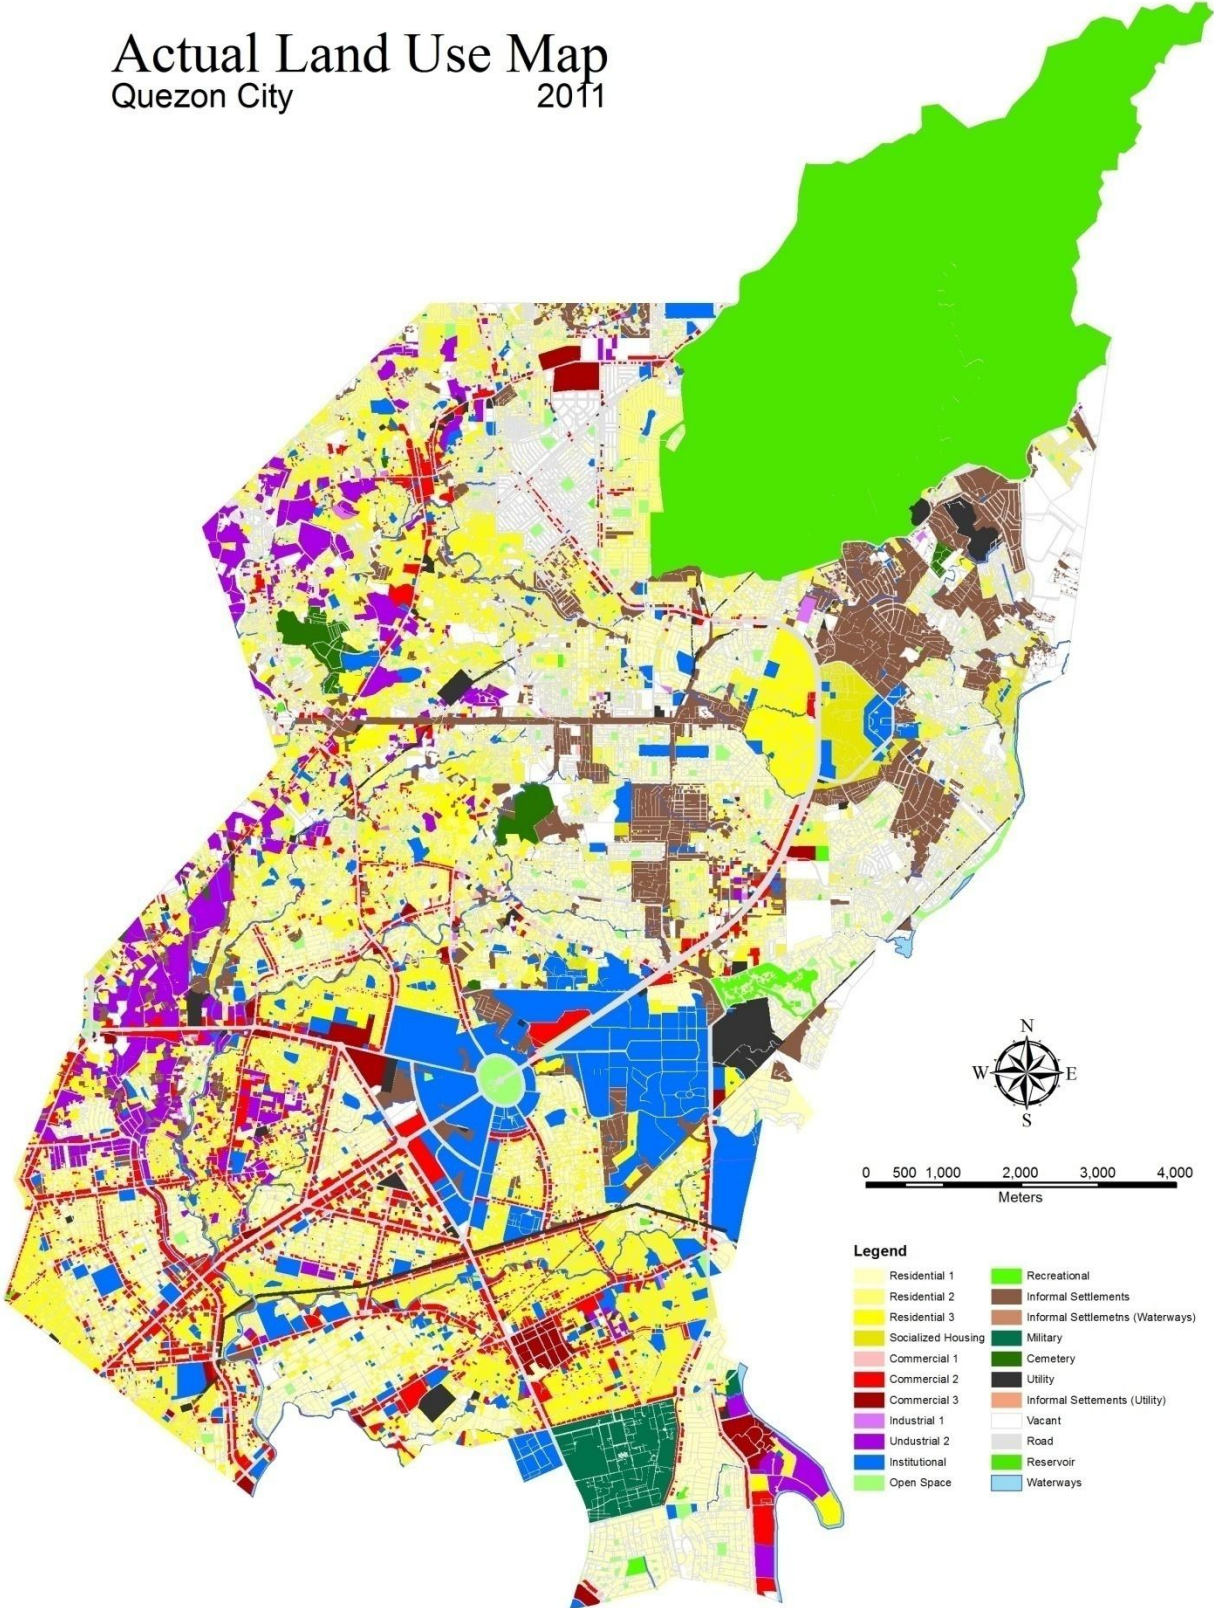 Actual Land Use Map
Quezon City 2011
N
W E
S
0 500 1,000 2,000 3,000 4,000
Meters
Legend
Residential 1
Residential 2
Residential 3
Socialized Housing
Commercial 1
Commercial 2
Commercial 3
Industrial 1
Undustrial 2
Institutional
Open Space
Recreational
Informal Settlements
Informal Settlemetns (Waterways)
Military
Cemetery
Utility
Informal Settements (Utility)
Vacant
Road
Reservoir
Waterways